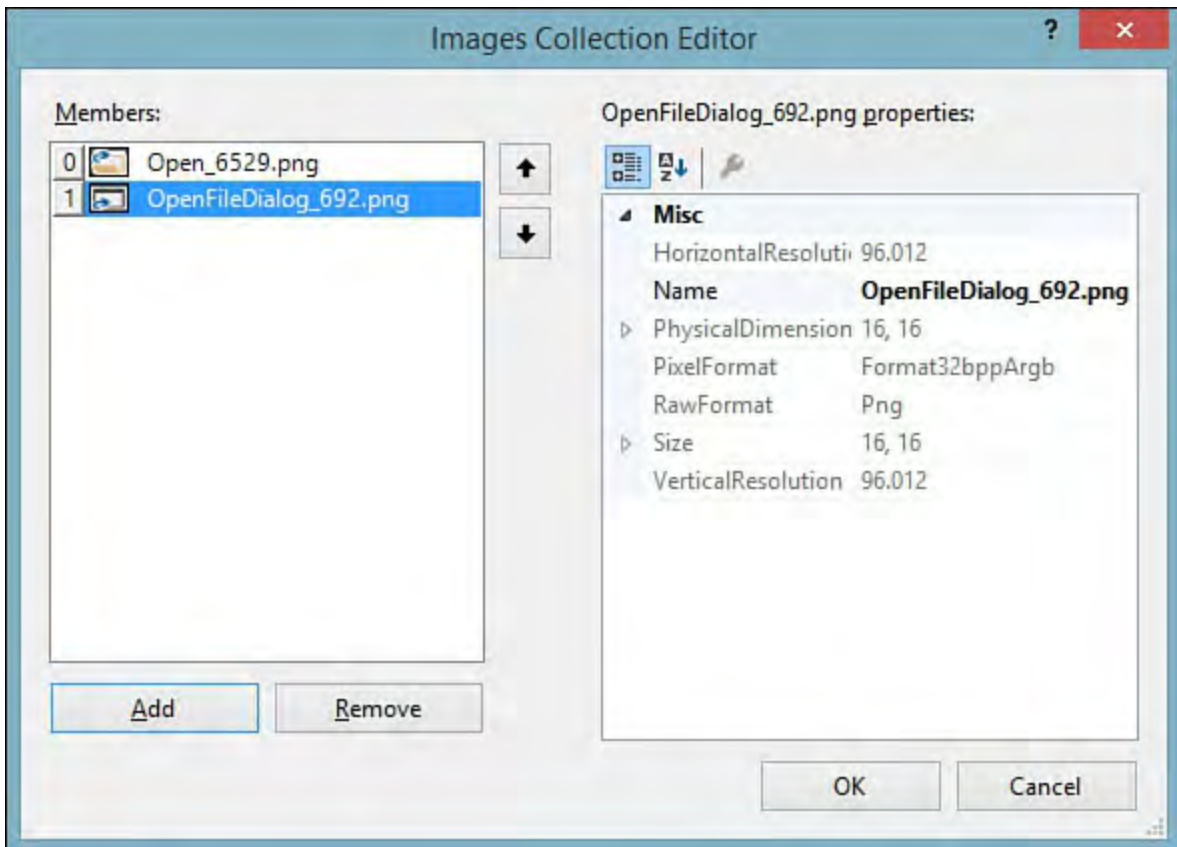 Images Collection Editor
?
Members:
0 Open_6529.png
1 OpenFileDialog_692.png
Add
Remove
OpenFileDialog_692.png properties:
Misc
HorizontalResoluti 96.012
Name OpenFileDialog_692.png
PhysicalDimension 16, 16
PixelFormat Format32bppArgb
RawFormat Png
Size 16, 16
VerticalResolution 96.012
OK
Cancel